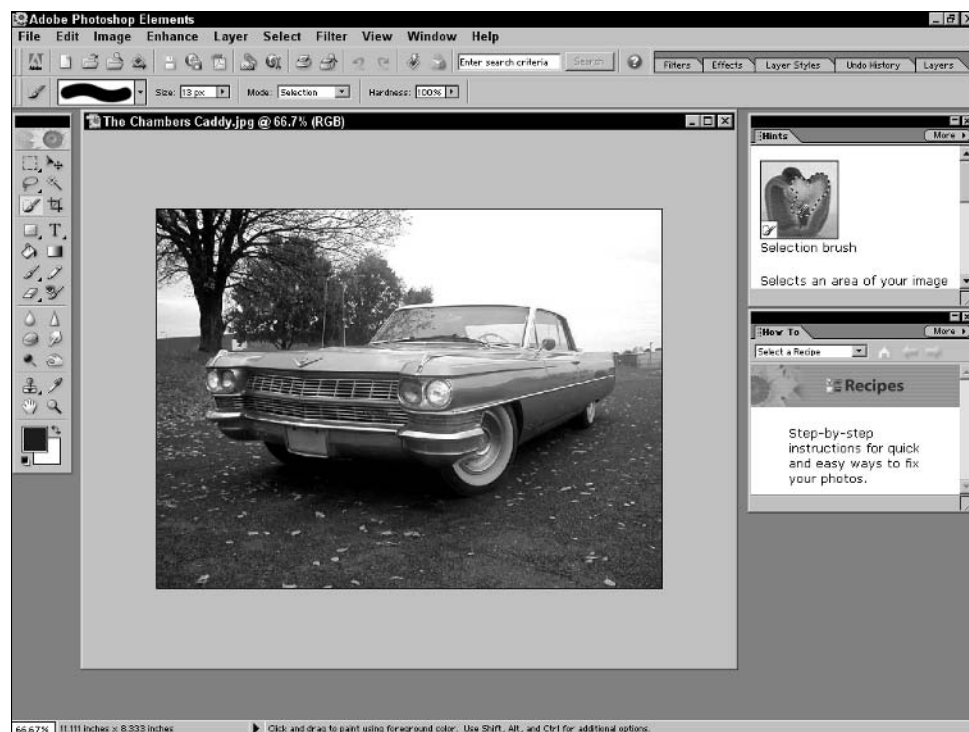 Adobe Photoshop Elements
File Edit Image Enhance Layer Select Filter View Window Help
Enter search criteria Search Filters Effects Layer Styles Undo History Layers
Size: 13 px Mode: Selection Hardness: 100%
The Chambers Caddy.jpg @ 66.7% (RGB)
Hints More
Selection brush
Selects an area of your image
How To More
Select a Recipe
Recipes
Step-by-step
instructions for quick
and easy ways to fix
your photos.
T
66.67% 11.111 inches x 8.333 inches Click and drag to paint using foreground color. Use Shift, Alt, and Ctrl for additional options.